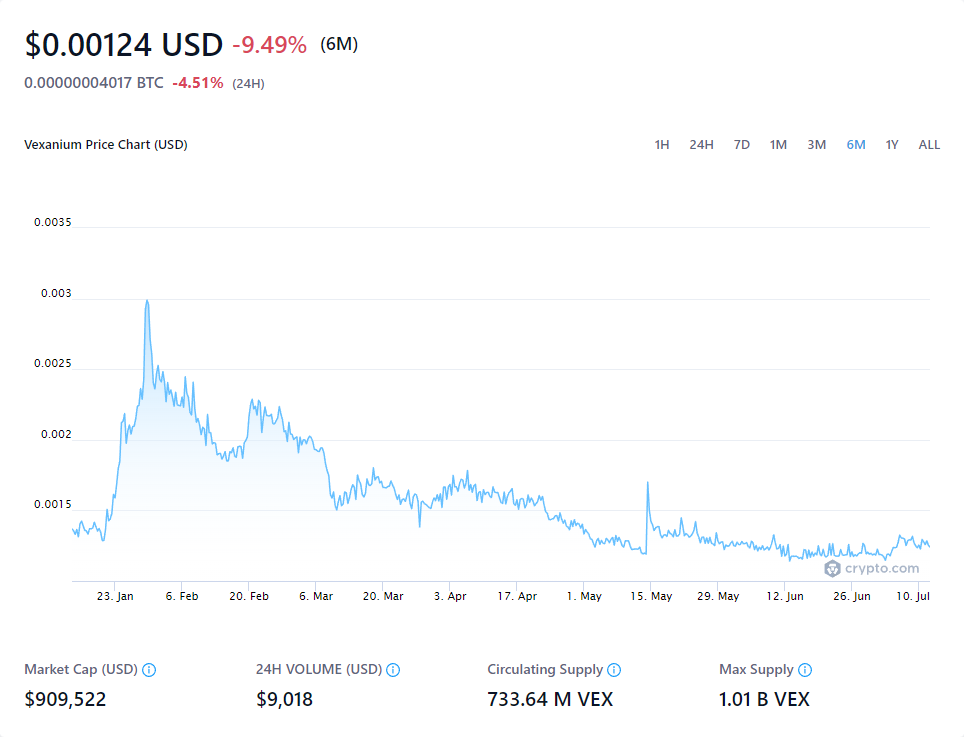 $0.00124 USD -9.49% (6M)
0.00000004017 BTC -4.51% (24H)
Vexanium Price Chart (USD) 1H 24H 7D 1M 3M 6M 1Y ALL
0.0035
0.003
0.0025
0.002
0.0015
crypto.com
23. Jan 6. Feb 20. Feb 6. Mar 20. Mar 3. Apr 17. Apr 1. May 15. May 29. May 12. Jun 26. Jun 10. Jul
Market Cap (USD) 24H VOLUME (USD) Circulating Supply Max Supply
$909,522 $9,018 733.64 M VEX 1.01 B VEX